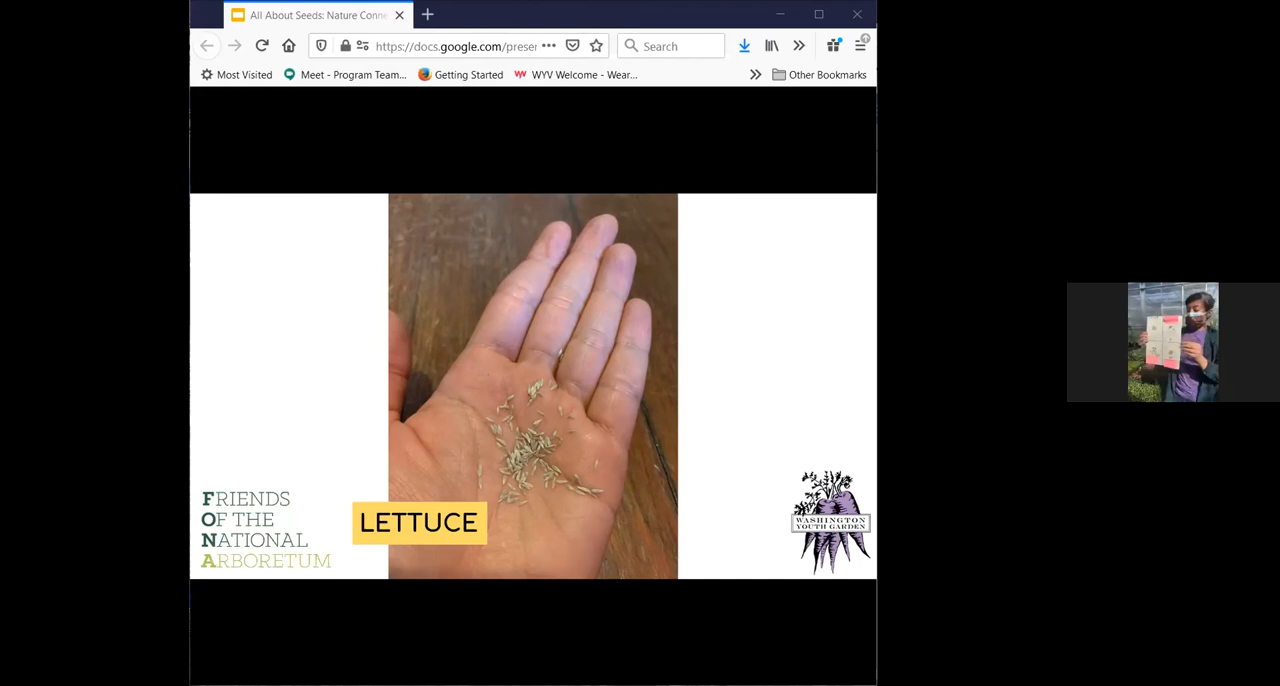 All About Seeds: Nature Conne
https://docs.google.com/preser
Search
Most Visited
Meet - Program Team...
Getting Started
WYV Welcome - Wear...
Other Bookmarks
LETTUCE
FRIENDS
OF THE
NATIONAL
ARBORETUM
WASHINGTON
YOUTH GARDEN